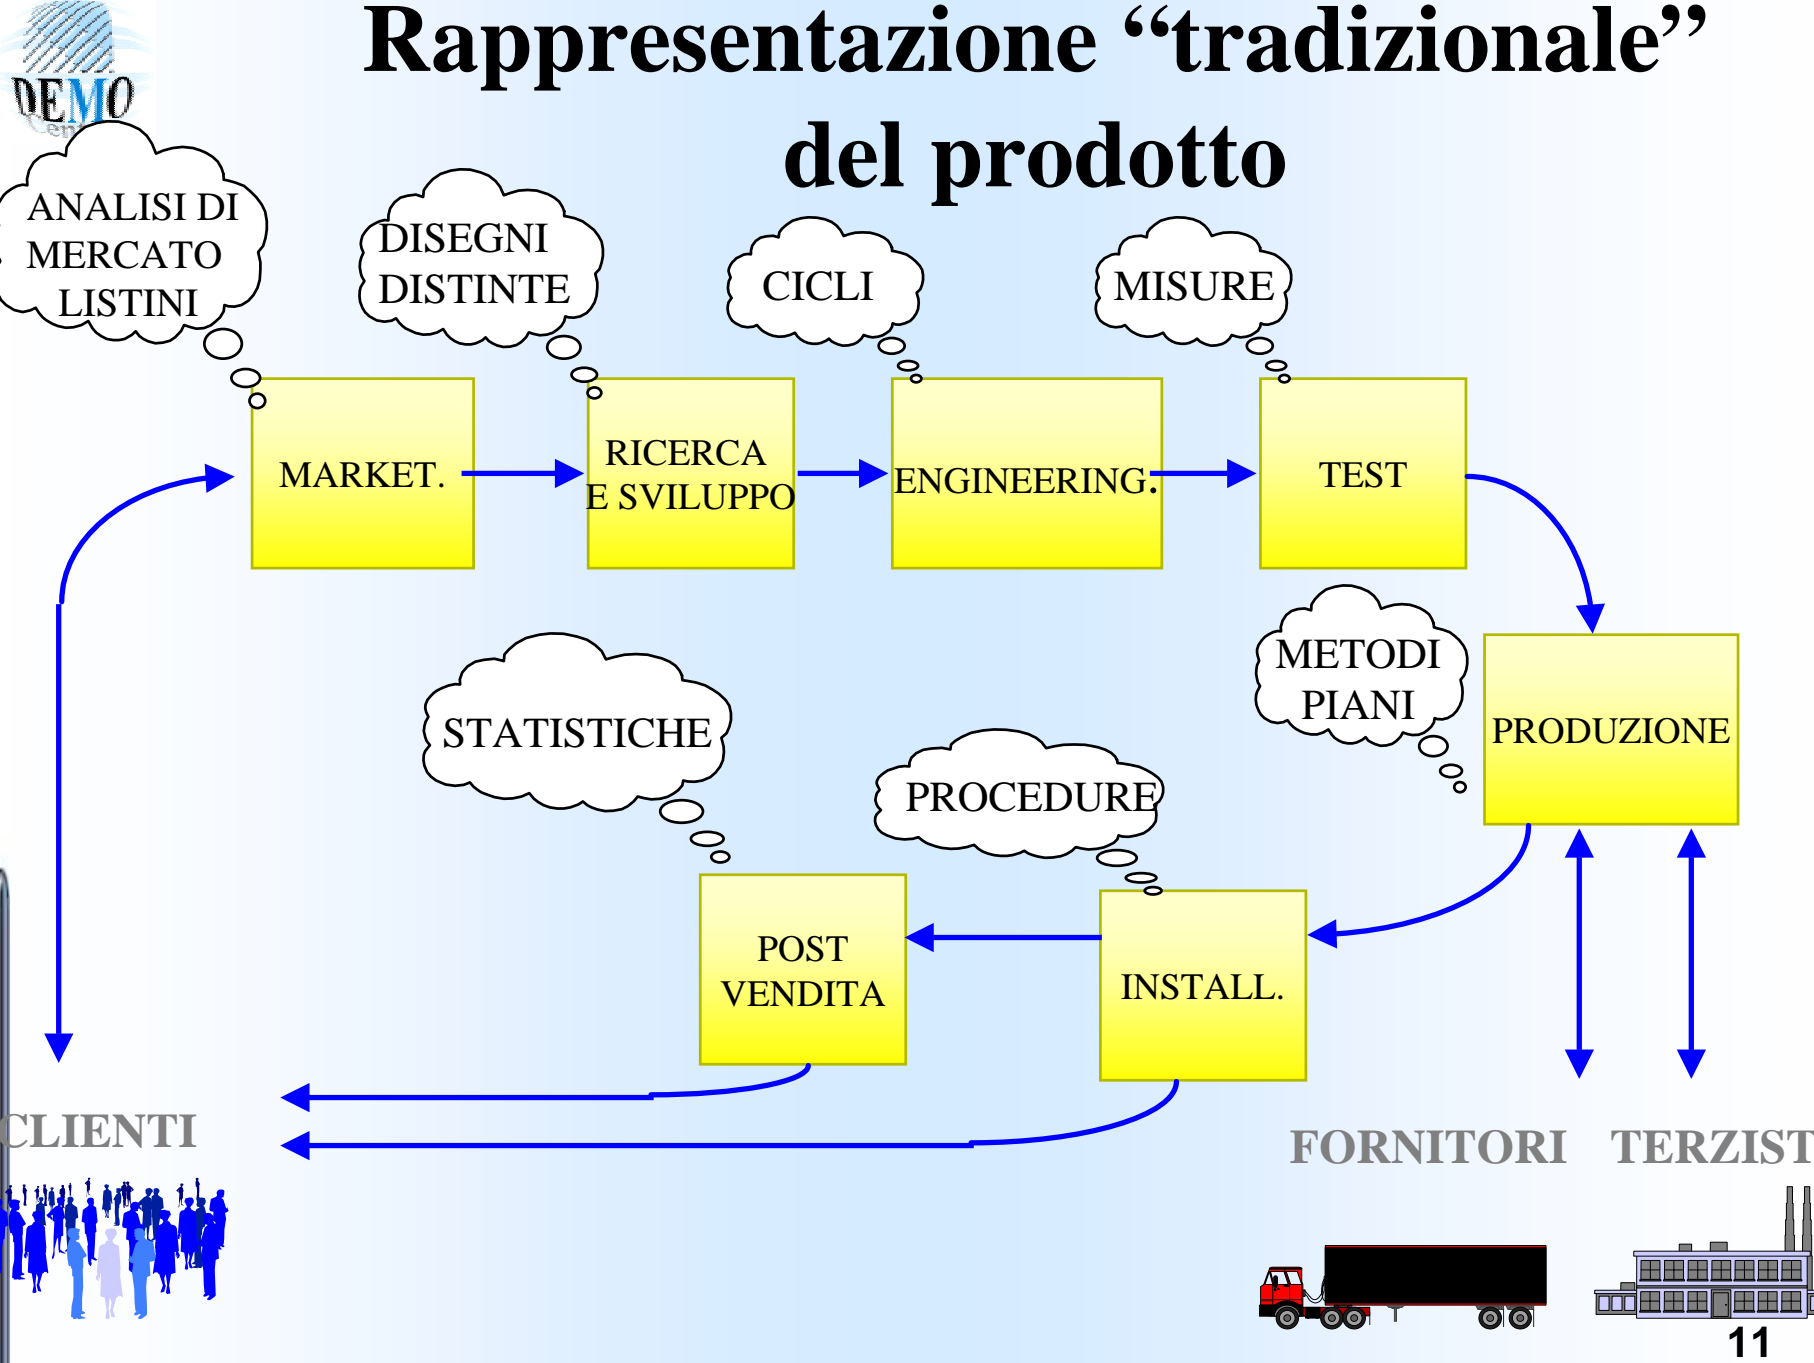 Rappresentazione “tradizionale”
del prodotto
DEMO
Center
ANALISI DI
MERCATO
LISTINI
DISEGNI
DISTINTE
CICLI
MISURE
MARKET.
RICERCA
E SVILUPPO
ENGINEERING.
TEST
METODI
PIANI
PRODUZIONE
STATISTICHE
PROCEDURE
POST
VENDITA
INSTALL.
CLIENTI
FORNITORI
TERZIST
11